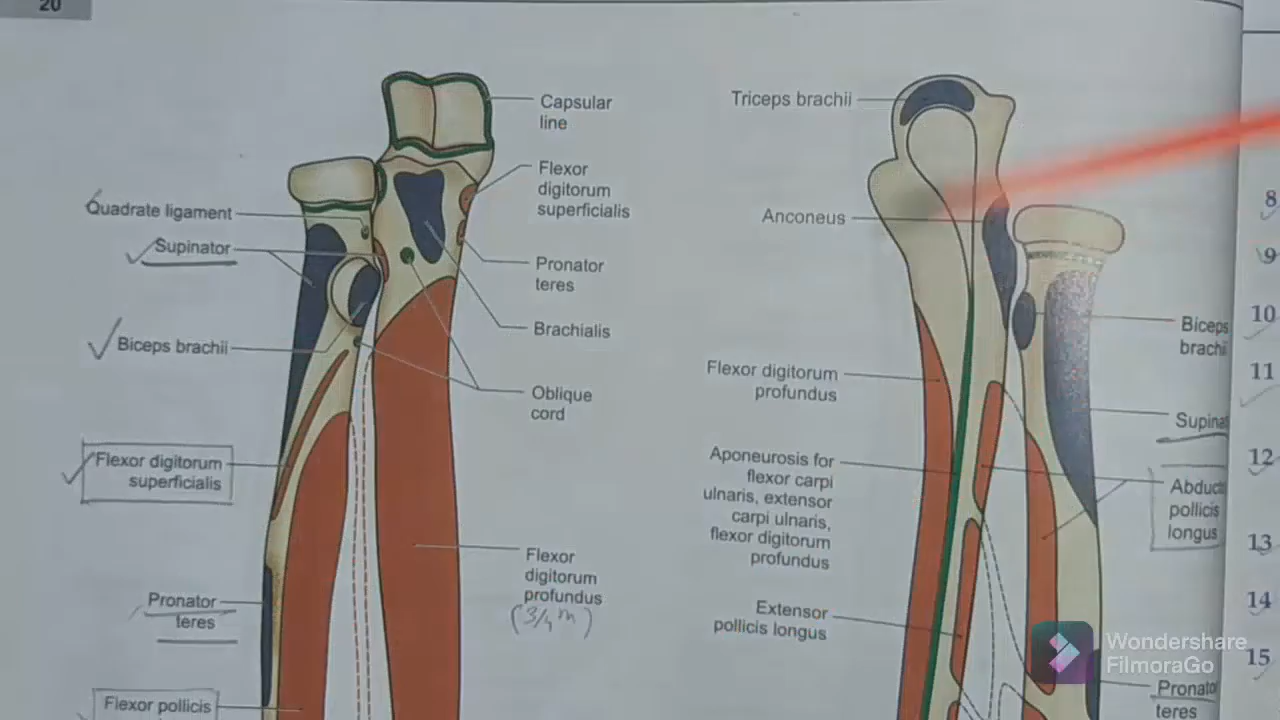 20
Capsular
line
Flexor
digitorum
superficialis
Quadrate ligament
Supinator
Pronator
teres
Brachialis
Biceps brachii
Oblique
cord
Flexor digitorum
superficialis
Flexor
digitorum
profundus
(3/4 m)
Pronator
teres
Flexor pollicis
Triceps brachii
Anconeus
Biceps
brachii
Flexor digitorum
profundus
Supinat
Aponeurosis for
flexor carpi
ulnaris, extensor
carpi ulnaris,
flexor digitorum
profundus
Abduct
pollicis
longus
Extensor
pollicis longus
Pronato
teres
8
9
10
11
12
13
14
15
Wondershare
FilmoraGo